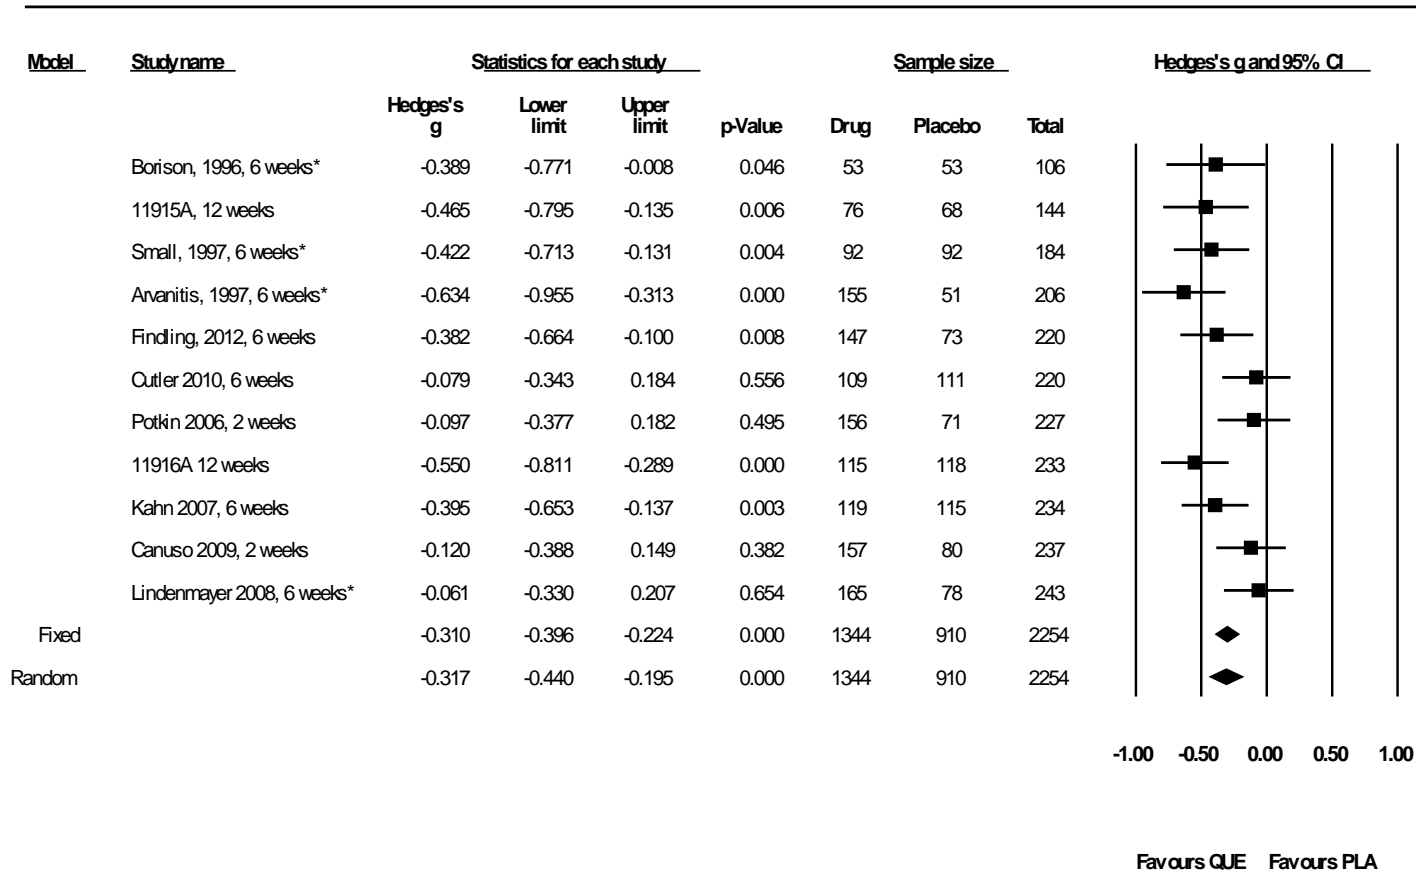 Model Study name Statistics for each study Sample size Hedges's g and 95% CI
Hedges's Lower Upper
g limit limit p-Value Drug Placebo Total
Borison, 1996, 6 weeks* -0.389 -0.771 -0.008 0.046 53 53 106
11915A, 12 weeks -0.465 -0.795 -0.135 0.006 76 68 144
Small, 1997, 6 weeks* -0.422 -0.713 -0.131 0.004 92 92 184
Arvanitis, 1997, 6 weeks* -0.634 -0.955 -0.313 0.000 155 51 206
Findling, 2012, 6 weeks -0.382 -0.664 -0.100 0.008 147 73 220
Cutler 2010, 6 weeks -0.079 -0.343 0.184 0.556 109 111 220
Potkin 2006, 2 weeks -0.097 -0.377 0.182 0.495 156 71 227
11916A 12 weeks -0.550 -0.811 -0.289 0.000 115 118 233
Kahn 2007, 6 weeks -0.395 -0.653 -0.137 0.003 119 115 234
Canuso 2009, 2 weeks -0.120 -0.388 0.149 0.382 157 80 237
Lindenmayer 2008, 6 weeks* -0.061 -0.330 0.207 0.654 165 78 243
Fixed -0.310 -0.396 -0.224 0.000 1344 910 2254
Random -0.317 -0.440 -0.195 0.000 1344 910 2254
-1.00 -0.50 0.00 0.50 1.00
Favours QUE Favours PLA